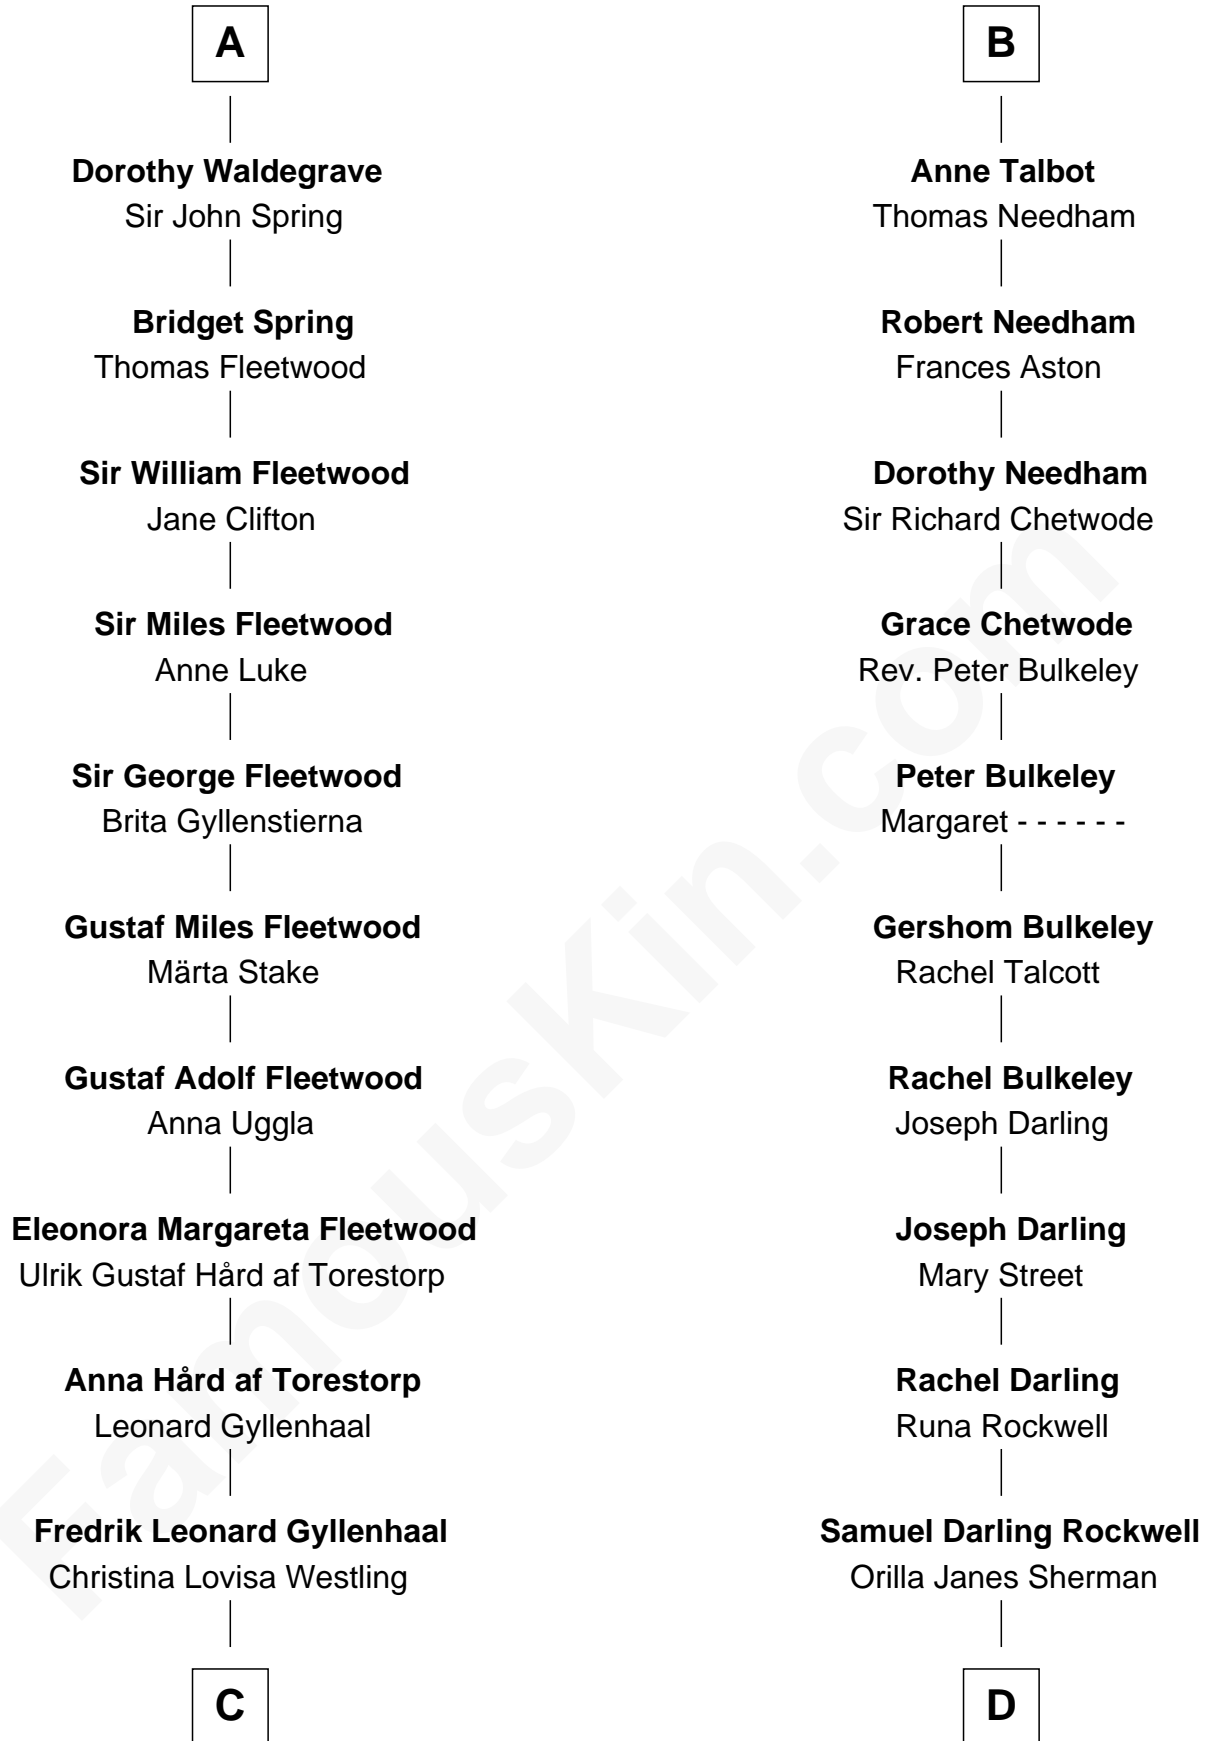 A
Dorothy Waldegrave
Sir John Spring
Bridget Spring
Thomas Fleetwood
Sir William Fleetwood
Jane Clifton
Sir Miles Fleetwood
Anne Luke
Sir George Fleetwood
Brita Gyllenstierna
Gustaf Miles Fleetwood
Märta Stake
Gustaf Adolf Fleetwood
Anna Uggla
Eleonora Margareta Fleetwood
Ulrik Gustaf Hård af Torestorp
Anna Hård af Torestorp
Leonard Gyllenhaal
Fredrik Leonard Gyllenhaal
Christina Lovisa Westling
C
B
Anne Talbot
Thomas Needham
Robert Needham
Frances Aston
Dorothy Needham
Sir Richard Chetwode
Grace Chetwode
Rev. Peter Bulkeley
Peter Bulkeley
Margaret - - - - - -
Gershom Bulkeley
Rachel Talcott
Rachel Bulkeley
Joseph Darling
Joseph Darling
Mary Street
Rachel Darling
Runa Rockwell
Samuel Darling Rockwell
Orilla Janes Sherman
D
FamousKin.com